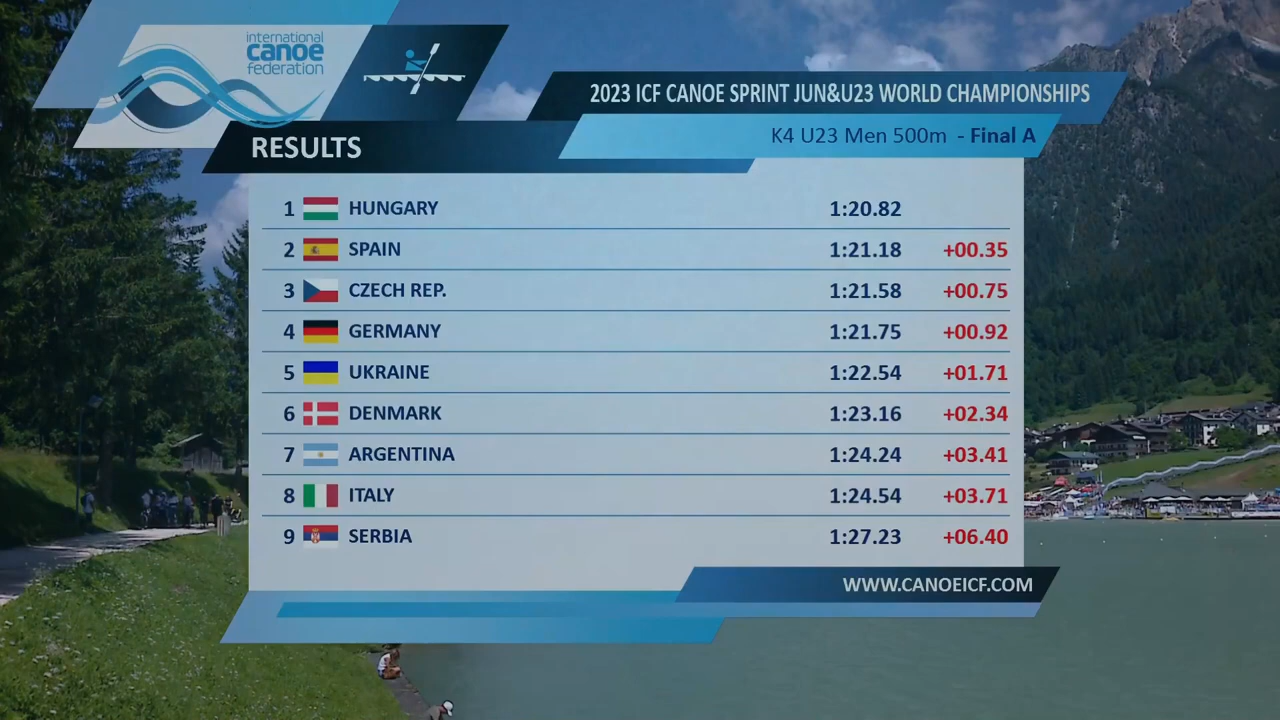 international
canoe
federation
2023 ICF CANOE SPRINT JUN&U23 WORLD CHAMPIONSHIPS
K4 U23 Men 500m - Final A
RESULTS
1 HUNGARY 1:20.82
2 SPAIN 1:21.18 +00.35
3 CZECH REP. 1:21.58 +00.75
4 GERMANY 1:21.75 +00.92
5 UKRAINE 1:22.54 +01.71
6 DENMARK 1:23.16 +02.34
7 ARGENTINA 1:24.24 +03.41
8 ITALY 1:24.54 +03.71
9 SERBIA 1:27.23 +06.40
WWW.CANOEICF.COM